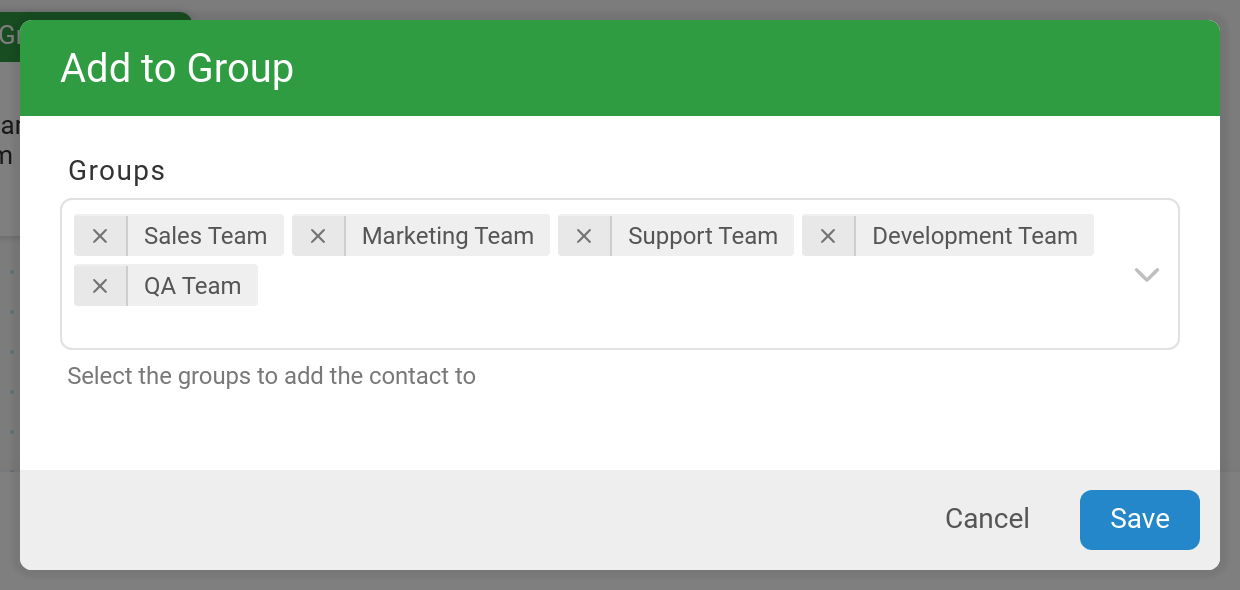 Add to Group
Groups
Sales Team Marketing Team Support Team Development Team
QA Team
Select the groups to add the contact to
Cancel Save